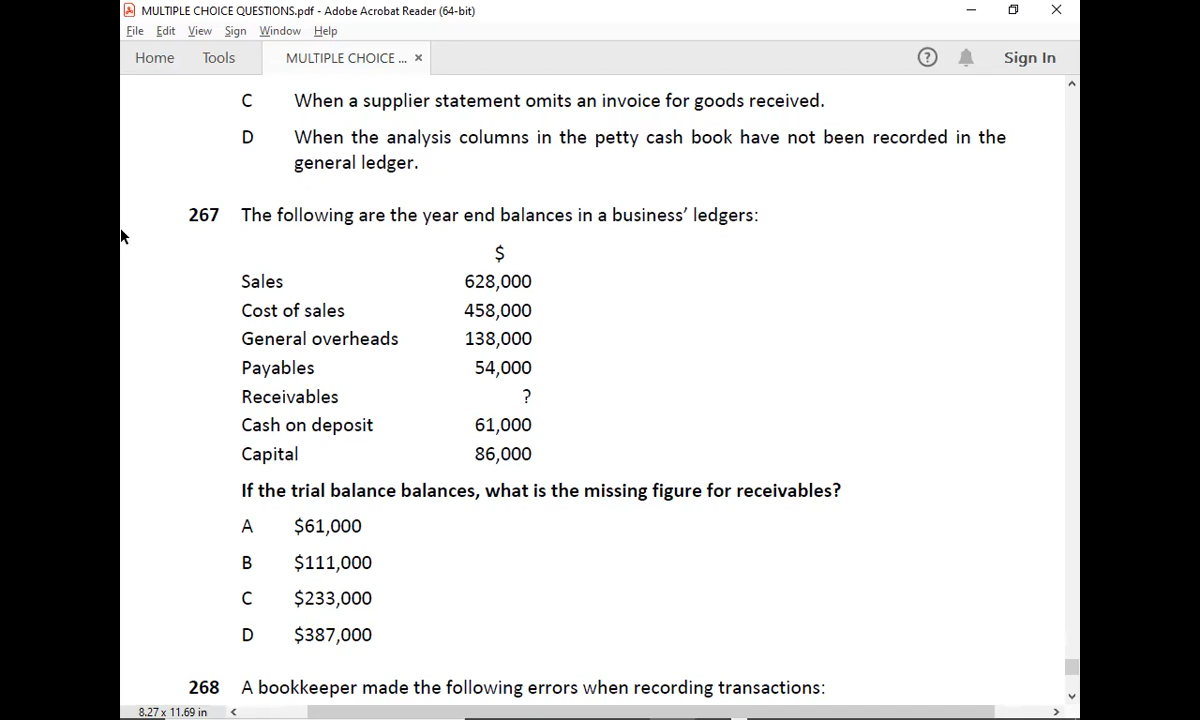 MULTIPLE CHOICE QUESTIONS.pdf - Adobe Acrobat Reader (64-bit)
File Edit View Sign Window Help
Home Tools MULTIPLE CHOICE ... × ? Sign In
C When a supplier statement omits an invoice for goods received.
D When the analysis columns in the petty cash book have not been recorded in the
general ledger.
267 The following are the year end balances in a business’ ledgers:
$
Sales 628,000
Cost of sales 458,000
General overheads 138,000
Payables 54,000
Receivables ?
Cash on deposit 61,000
Capital 86,000
If the trial balance balances, what is the missing figure for receivables?
A $61,000
B $111,000
C $233,000
D $387,000
268 A bookkeeper made the following errors when recording transactions:
8.27 x 11.69 in